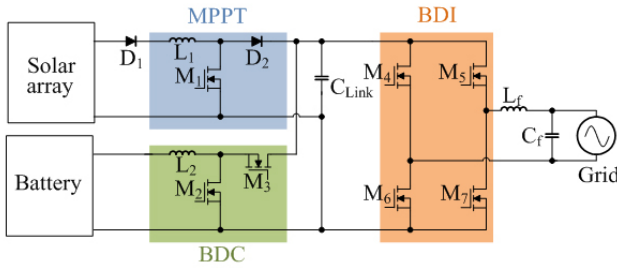 MPPT
BDI
Solar
array
D1
L1
M1
D2
CLink
M4
M5
Lf
Cf
Grid
Battery
L2
M2
M3
M6
M7
BDC